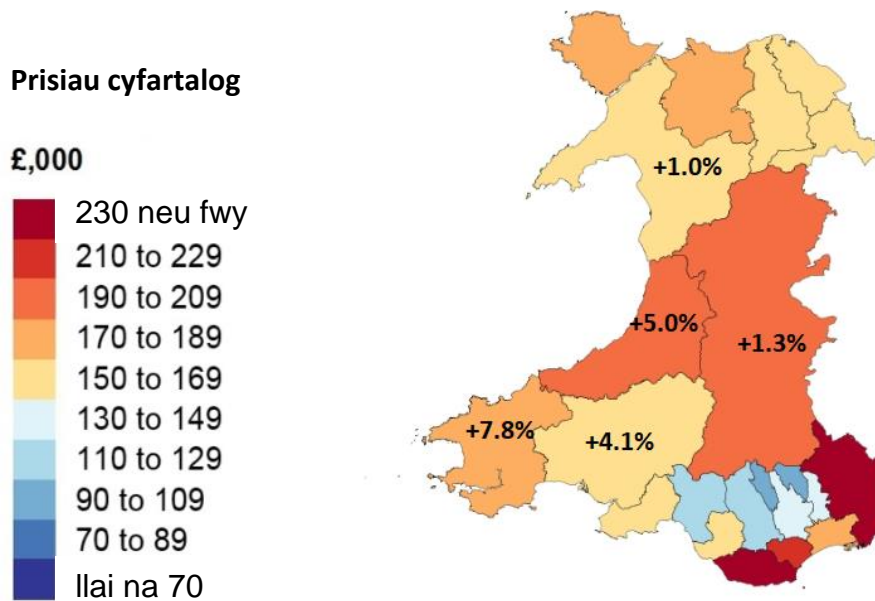 Prisiau cyfartalog
£,000
230 neu fwy
210 to 229
190 to 209
170 to 189
150 to 169
130 to 149
110 to 129
90 to 109
70 to 89
llai na 70
+1.0%
+5.0%
+1.3%
+7.8%
+4.1%